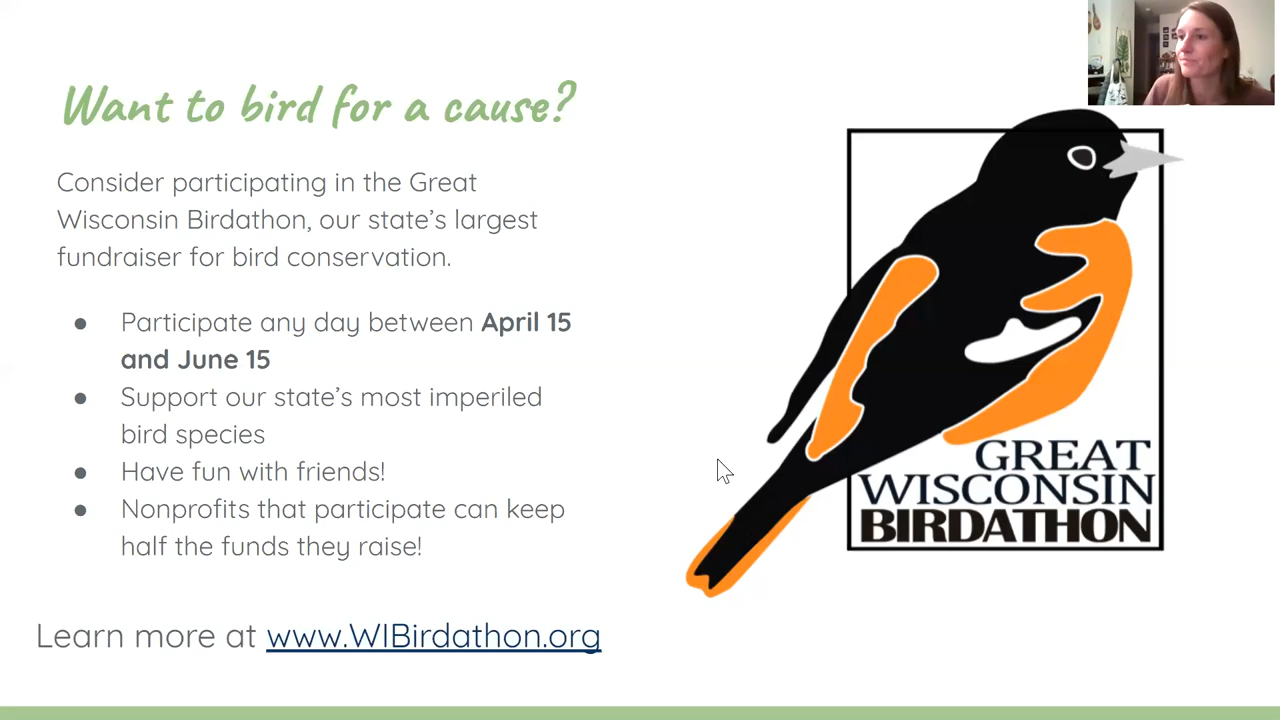 Want to bird for a cause?
Consider participating in the Great
Wisconsin Birdathon, our state's largest
fundraiser for bird conservation.
● Participate any day between April 15
and June 15
● Support our state's most imperiled
bird species
● Have fun with friends!
● Nonprofits that participate can keep
half the funds they raise!
Learn more at www.WIBirdathon.org
GREAT
WISCONSIN
BIRDATHON